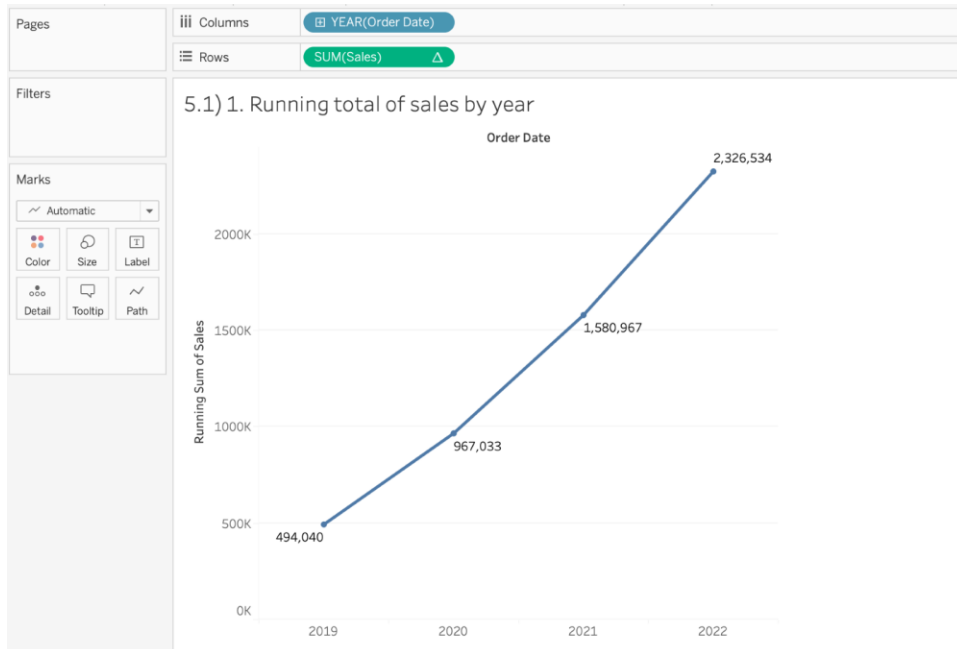 Pages
Columns
YEAR(Order Date)
Rows
SUM(Sales)
Filters
5.1) 1. Running total of sales by year
Order Date
Marks
Automatic
Color
Size
Label
Detail
Tooltip
Path
Running Sum of Sales
2000K
1500K
1000K
500K
0K
2,326,534
1,580,967
967,033
494,040
2019
2020
2021
2022